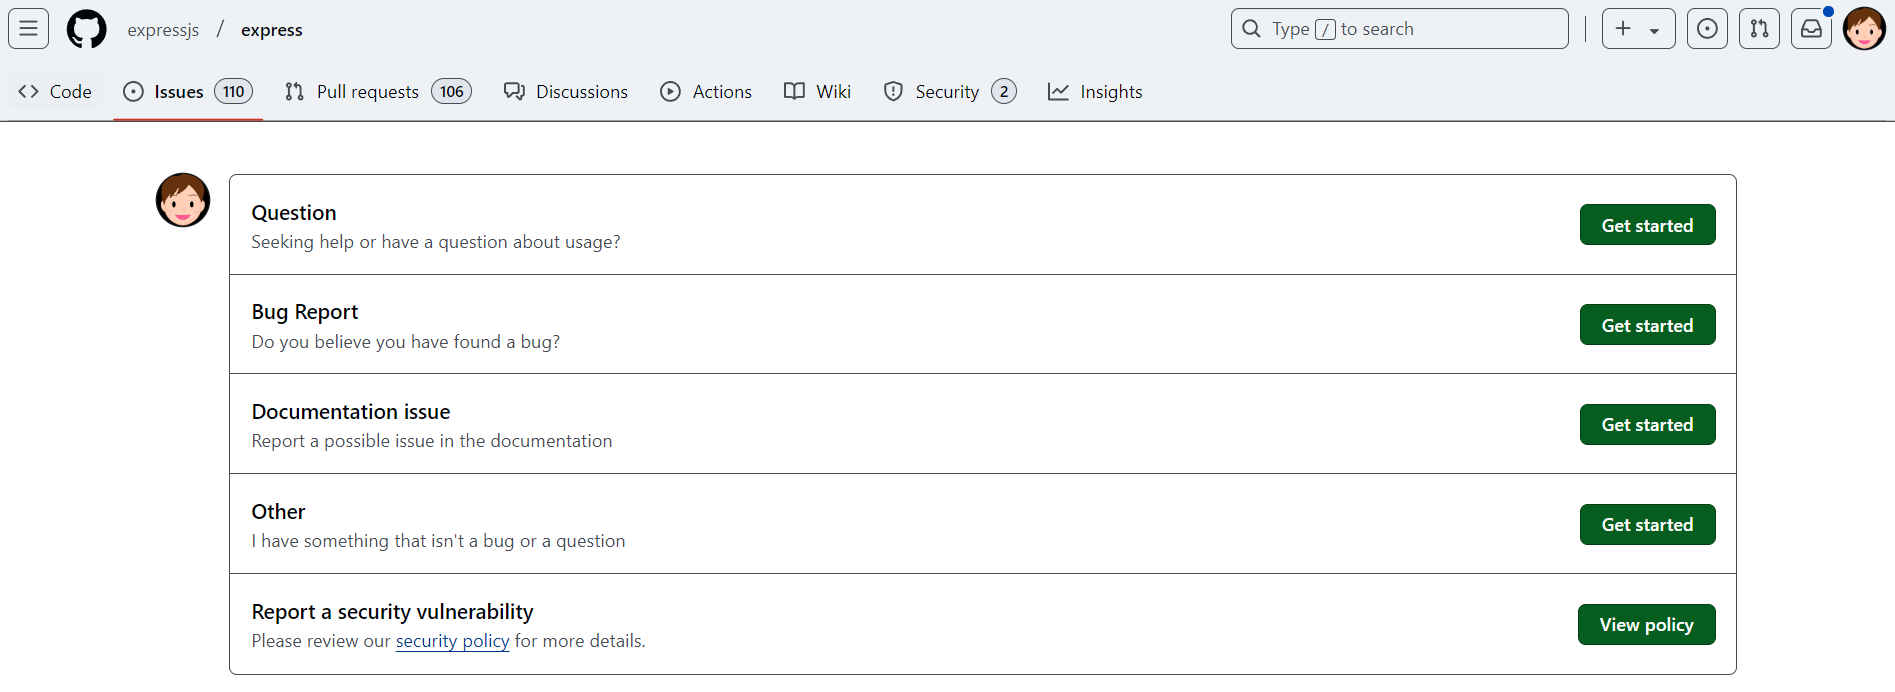 expressjs / express
Type / to search
Code Issues 110 Pull requests 106 Discussions Actions Wiki Security 2 Insights
Question
Seeking help or have a question about usage?
Get started
Bug Report
Do you believe you have found a bug?
Get started
Documentation issue
Report a possible issue in the documentation
Get started
Other
I have something that isn't a bug or a question
Get started
Report a security vulnerability
Please review our security policy for more details.
View policy